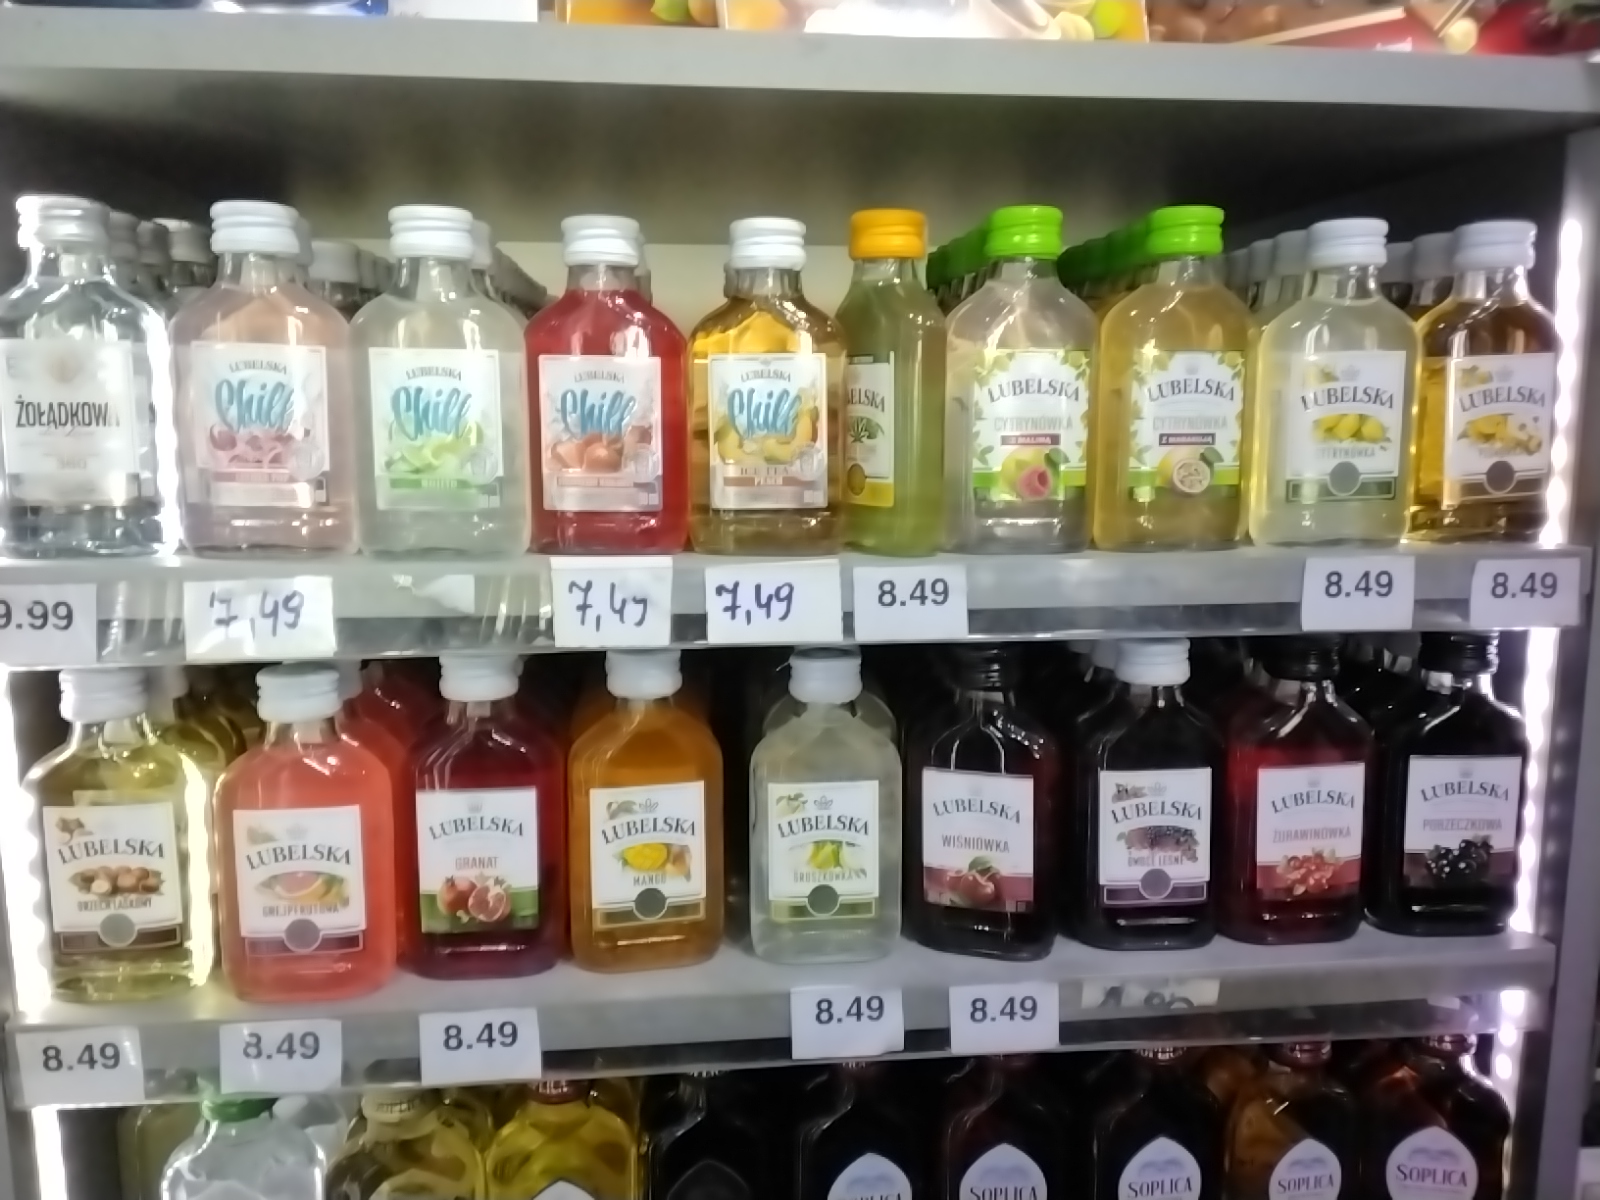 ŻOŁĄDKOWA
LUBELSKA
Chill
LUBELSKA
Chill
MOJITO
LUBELSKA
Chill
LUBELSKA
Chill
ICE TEA
PEACH
LUBELSKA
CYTRYNÓWKA
Z MALINĄ
LUBELSKA
CYTRYNÓWKA
Z MARAKUJĄ
LUBELSKA
CYTRYNÓWKA
LUBELSKA
9.99
7,49
7,49
7,49
8.49
8.49
8.49
LUBELSKA
ORZECH LASKOWY
LUBELSKA
GREJPFRUTOWA
LUBELSKA
GRANAT
LUBELSKA
MANGO
LUBELSKA
GRUSZKÓWKA
LUBELSKA
WIŚNIÓWKA
LUBELSKA
OWOCE LEŚNE
LUBELSKA
ŻURAWINÓWKA
LUBELSKA
PORZECZKOWA
8.49
8.49
8.49
8.49
8.49
SOPLICA
SOPLICA
SOPLICA
SOPLICA
SOPLICA